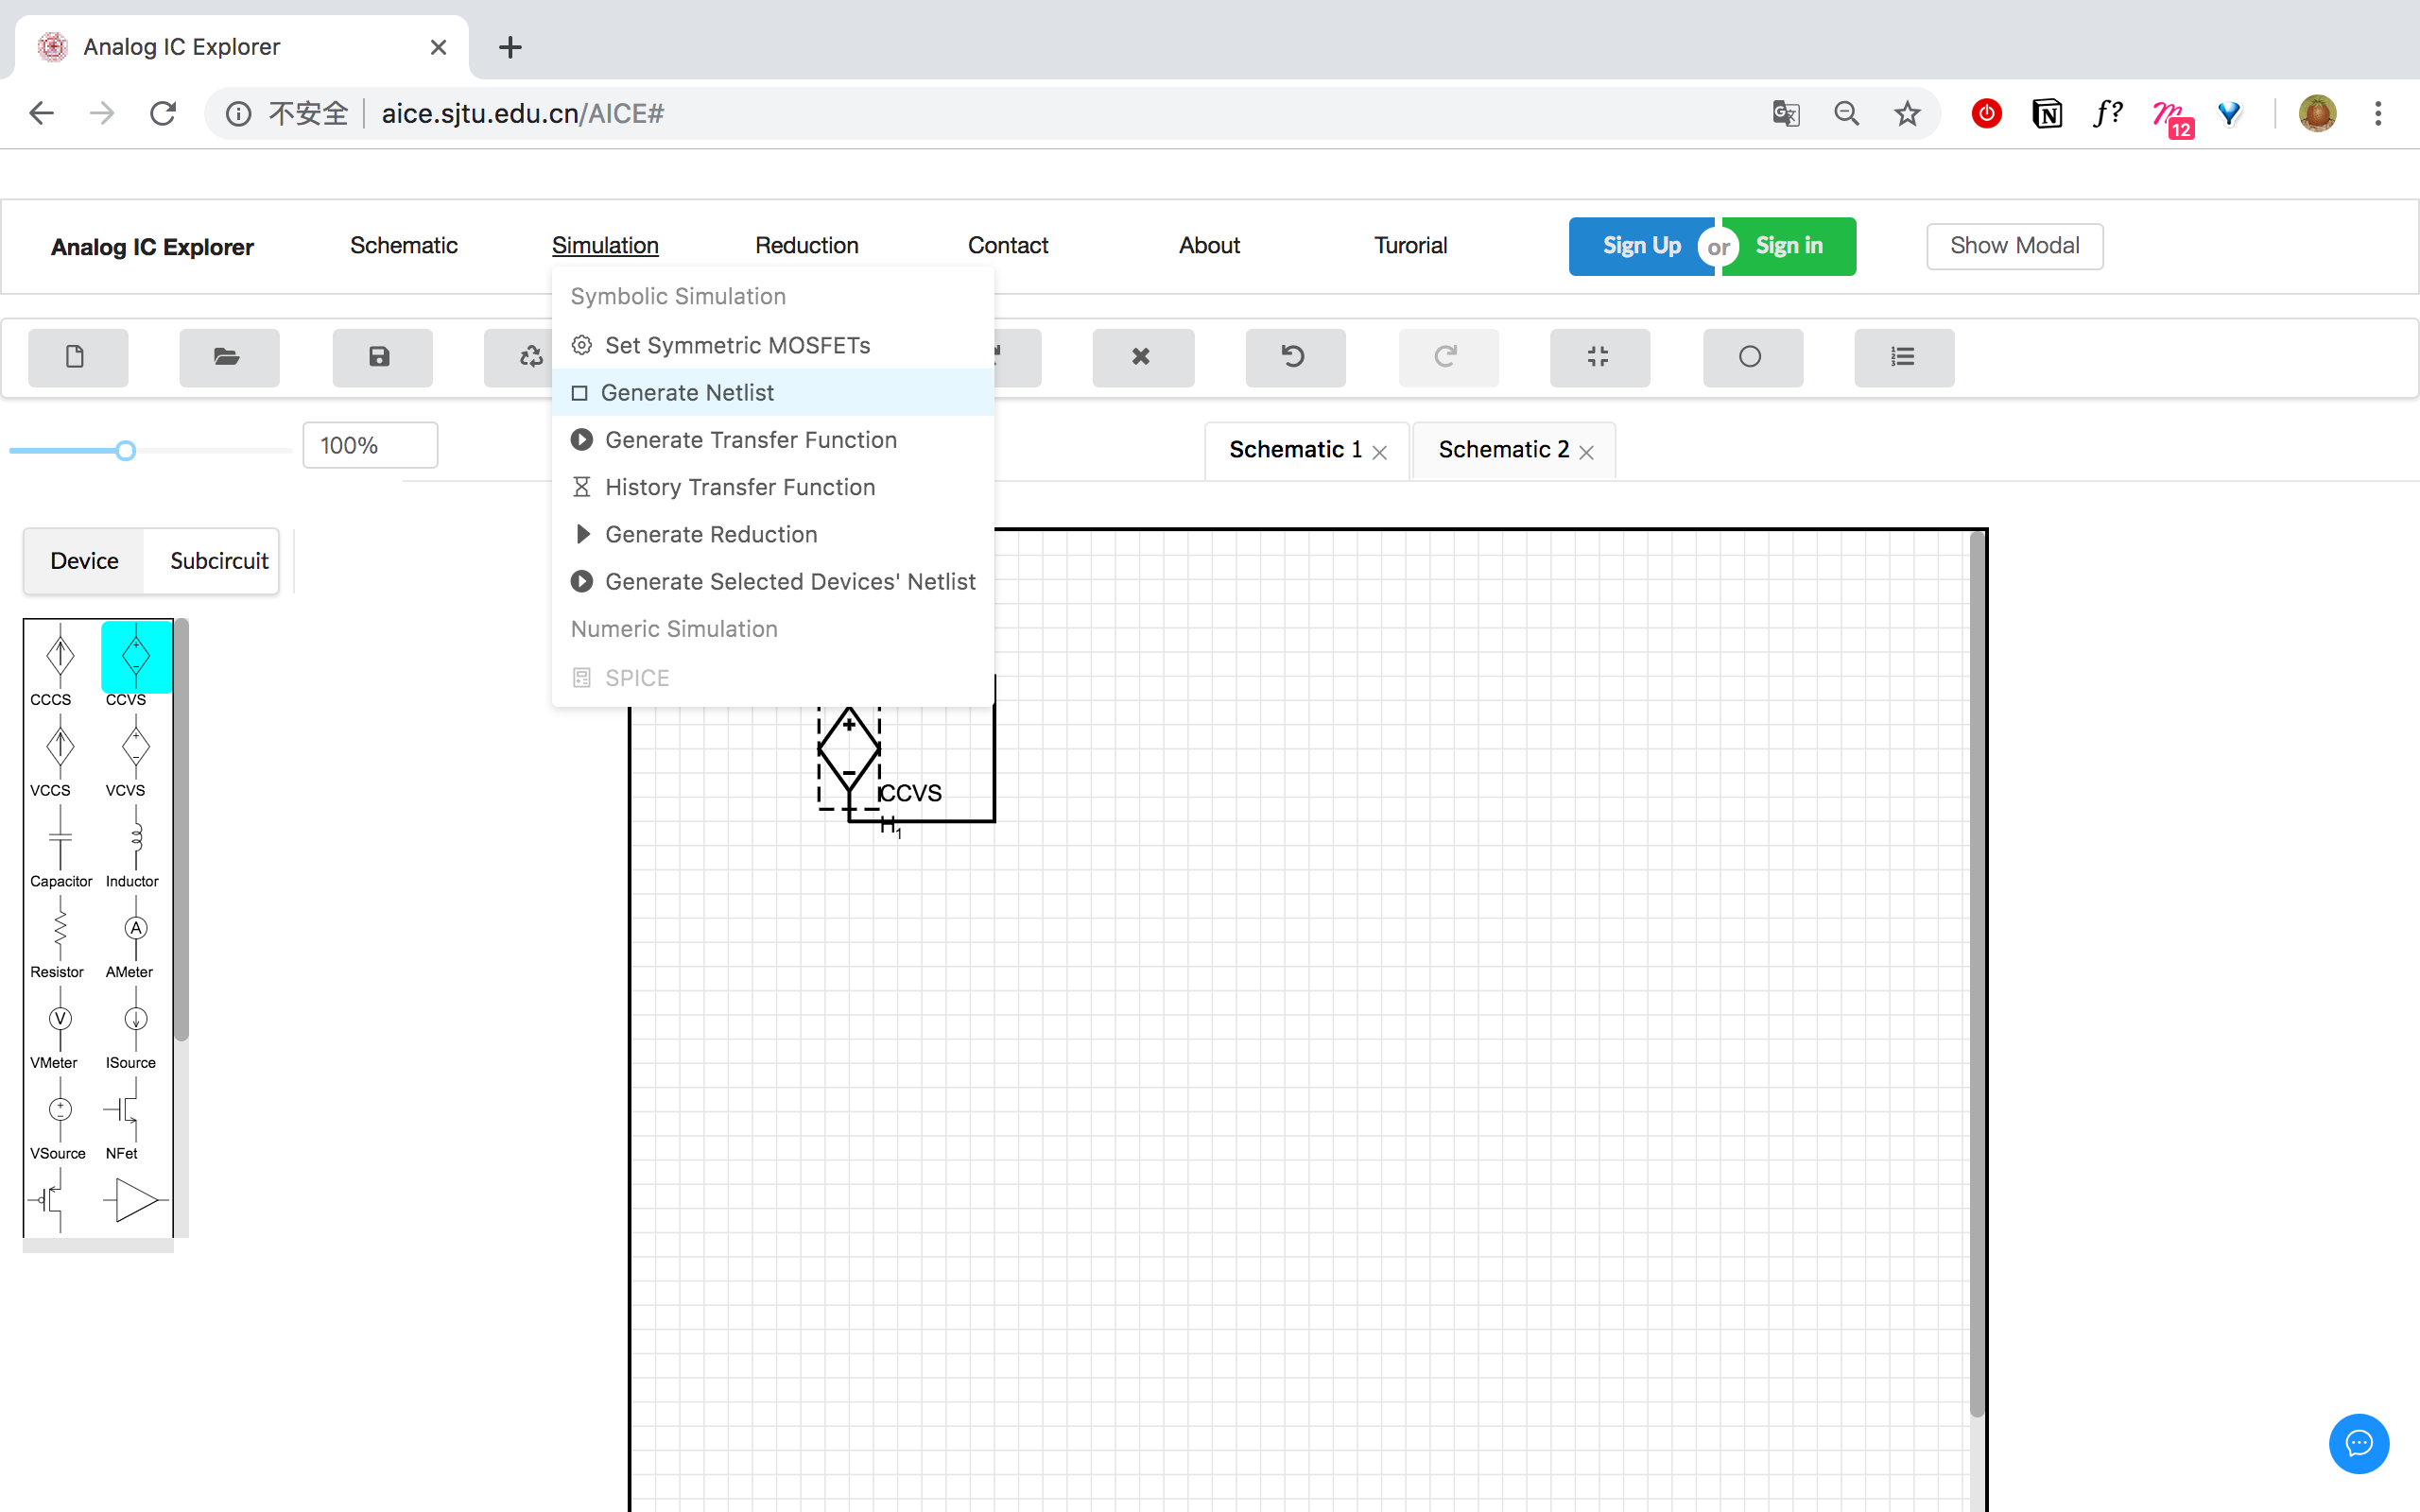 Analog IC Explorer
不安全
aice.sjtu.edu.cn/AICE#
f?
12
Analog IC Explorer
Schematic
Simulation
Reduction
Contact
About
Turorial
Sign Up
or
Sign in
Show Modal
Symbolic Simulation
Set Symmetric MOSFETs
Generate Netlist
Generate Transfer Function
History Transfer Function
Generate Reduction
Generate Selected Devices' Netlist
Numeric Simulation
SPICE
100%
Schematic 1
Schematic 2
Device
Subcircuit
CCCS
CCVS
VCCS
VCVS
Capacitor
Inductor
Resistor
A
AMeter
V
VMeter
ISource
VSource
NFet
CCVS
H1